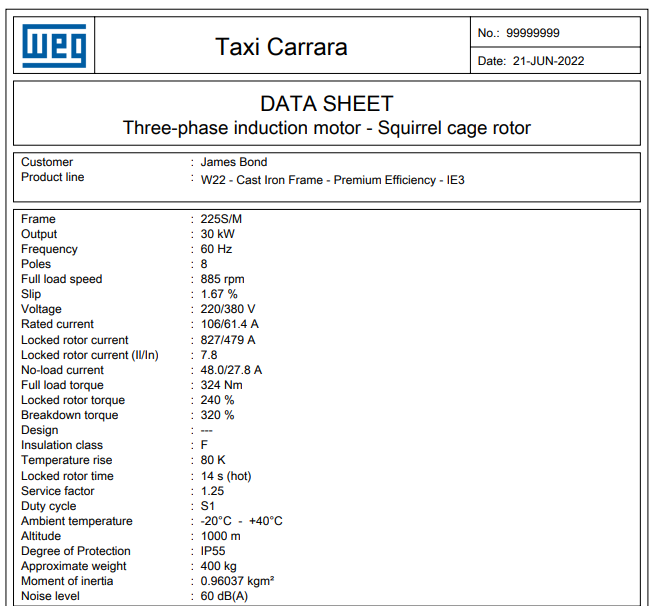 weg
Taxi Carrara
No.: 99999999
Date: 21-JUN-2022
DATA SHEET
Three-phase induction motor - Squirrel cage rotor
Customer : James Bond
Product line : W22 - Cast Iron Frame - Premium Efficiency - IE3
Frame : 225S/M
Output : 30 kW
Frequency : 60 Hz
Poles : 8
Full load speed : 885 rpm
Slip : 1.67 %
Voltage : 220/380 V
Rated current : 106/61.4 A
Locked rotor current : 827/479 A
Locked rotor current (Il/In) : 7.8
No-load current : 48.0/27.8 A
Full load torque : 324 Nm
Locked rotor torque : 240 %
Breakdown torque : 320 %
Design : ---
Insulation class : F
Temperature rise : 80 K
Locked rotor time : 14 s (hot)
Service factor : 1.25
Duty cycle : S1
Ambient temperature : -20°C - +40°C
Altitude : 1000 m
Degree of Protection : IP55
Approximate weight : 400 kg
Moment of inertia : 0.96037 kgm²
Noise level : 60 dB(A)